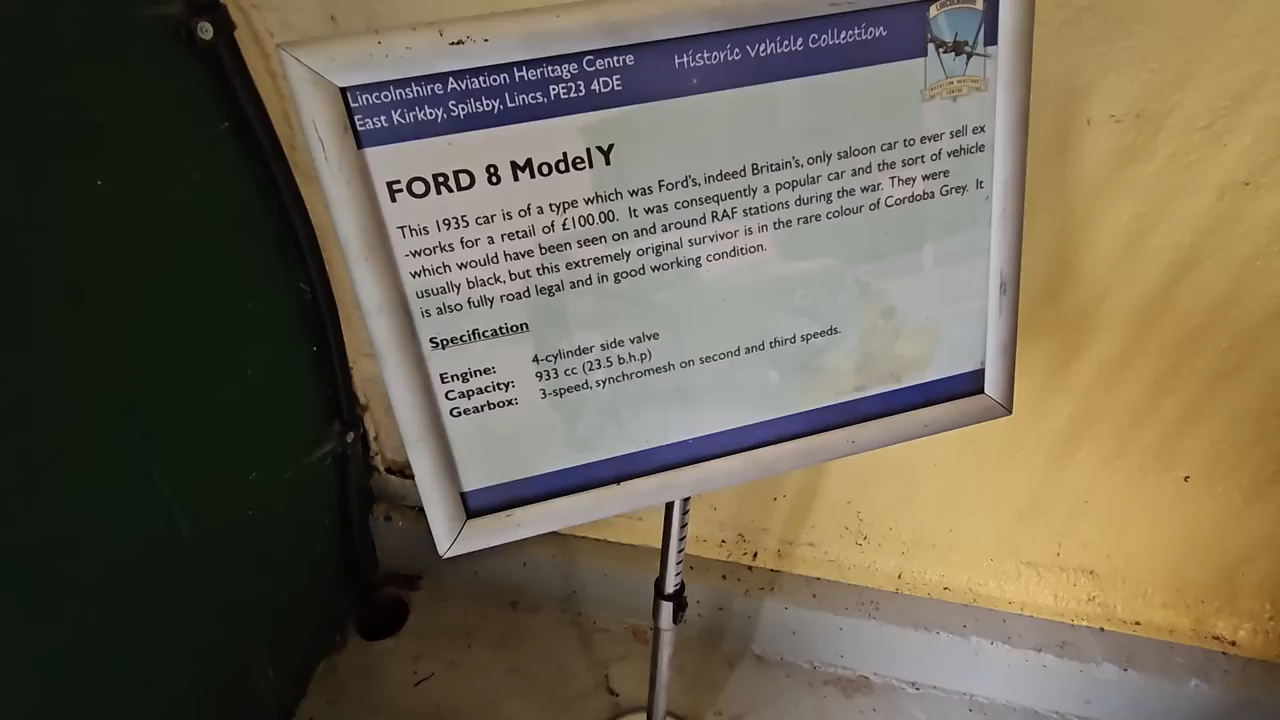 Lincolnshire Aviation Heritage Centre
East Kirkby, Spilsby, Lincs, PE23 4DE
Historic Vehicle Collection
LINCOLNSHIRE
AVIATION HERITAGE
CENTRE
FORD 8 Model Y
This 1935 car is of a type which was Ford's, indeed Britain's, only saloon car to ever sell ex
-works for a retail of £100.00. It was consequently a popular car and the sort of vehicle
which would have been seen on and around RAF stations during the war. They were
usually black, but this extremely original survivor is in the rare colour of Cordoba Grey. It
is also fully road legal and in good working condition.
Specification
Engine: 4-cylinder side valve
Capacity: 933 cc (23.5 b.h.p)
Gearbox: 3-speed, synchromesh on second and third speeds.